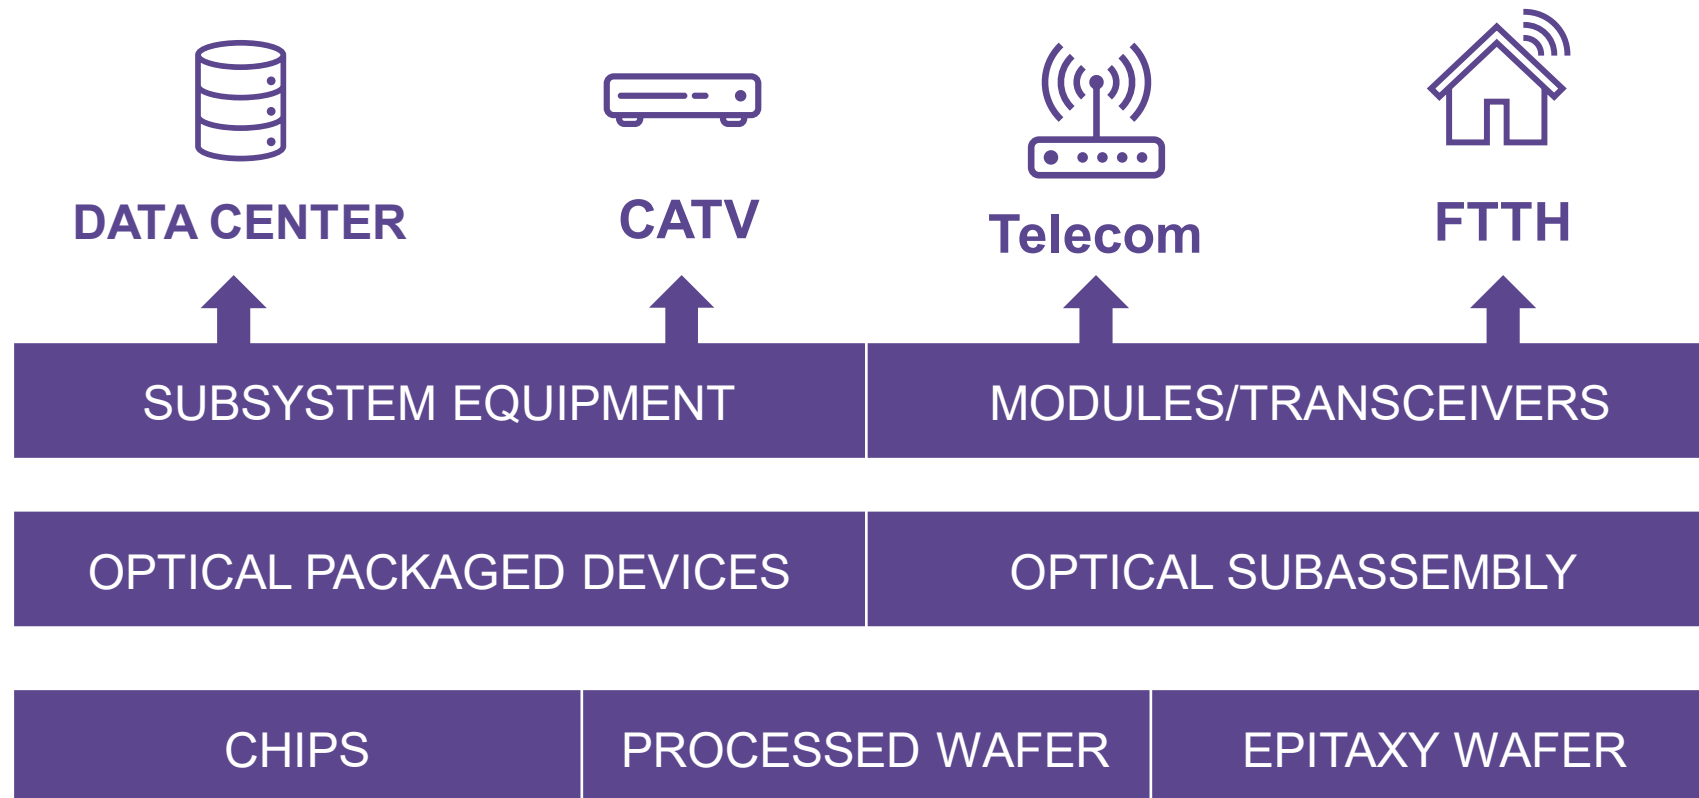 DATA CENTER
CATV
Telecom
FTTH
SUBSYSTEM EQUIPMENT
MODULES/TRANSCEIVERS
OPTICAL PACKAGED DEVICES
OPTICAL SUBASSEMBLY
CHIPS
PROCESSED WAFER
EPITAXY WAFER